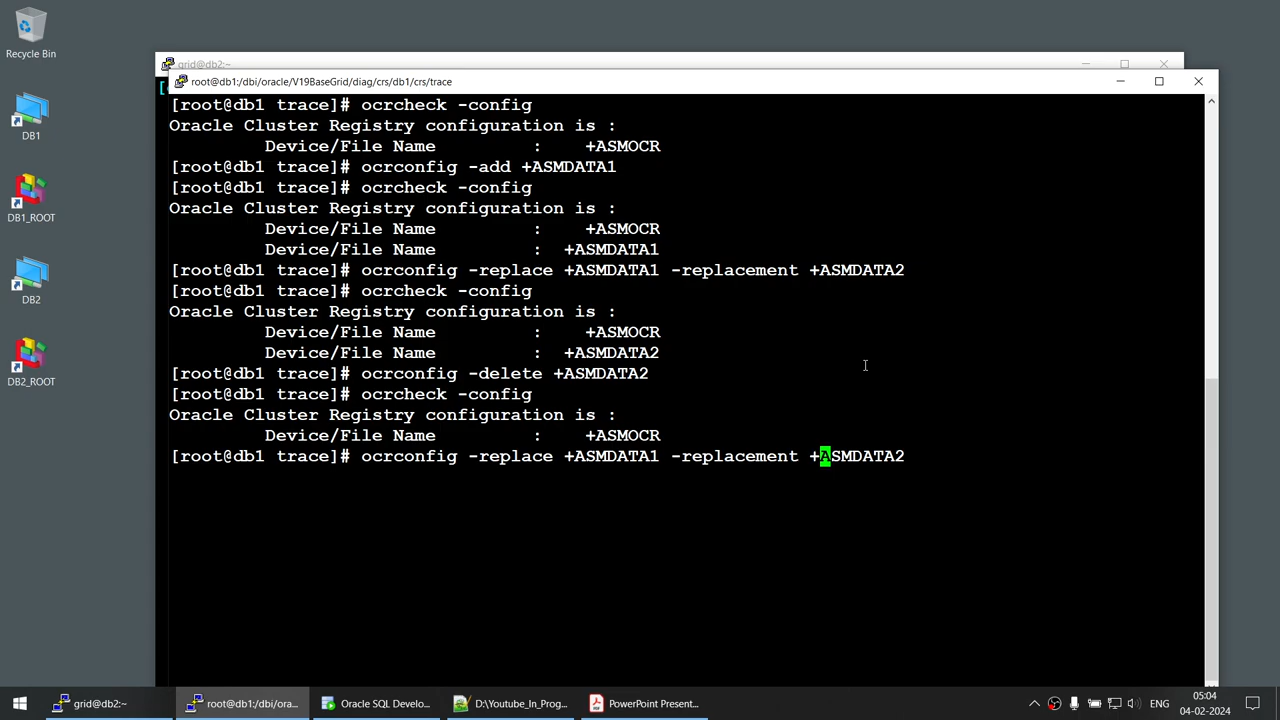 Recycle Bin
DB1
DB1_ROOT
DB2
DB2_ROOT
grid@db2:~
root@db1:/dbi/oracle/V19BaseGrid/diag/crs/db1/crs/trace
[root@db1 trace]# ocrcheck -config
Oracle Cluster Registry configuration is :
Device/File Name : +ASMOCR
[root@db1 trace]# ocrconfig -add +ASMDATA1
[root@db1 trace]# ocrcheck -config
Oracle Cluster Registry configuration is :
Device/File Name : +ASMOCR
Device/File Name : +ASMDATA1
[root@db1 trace]# ocrconfig -replace +ASMDATA1 -replacement +ASMDATA2
[root@db1 trace]# ocrcheck -config
Oracle Cluster Registry configuration is :
Device/File Name : +ASMOCR
Device/File Name : +ASMDATA2
[root@db1 trace]# ocrconfig -delete +ASMDATA2
[root@db1 trace]# ocrcheck -config
Oracle Cluster Registry configuration is :
Device/File Name : +ASMOCR
[root@db1 trace]# ocrconfig -replace +ASMDATA1 -replacement +ASMDATA2
grid@db2:~
root@db1:/dbi/ora...
Oracle SQL Develo...
D:\Youtube_In_Prog...
PowerPoint Present...
ENG
05:04
04-02-2024